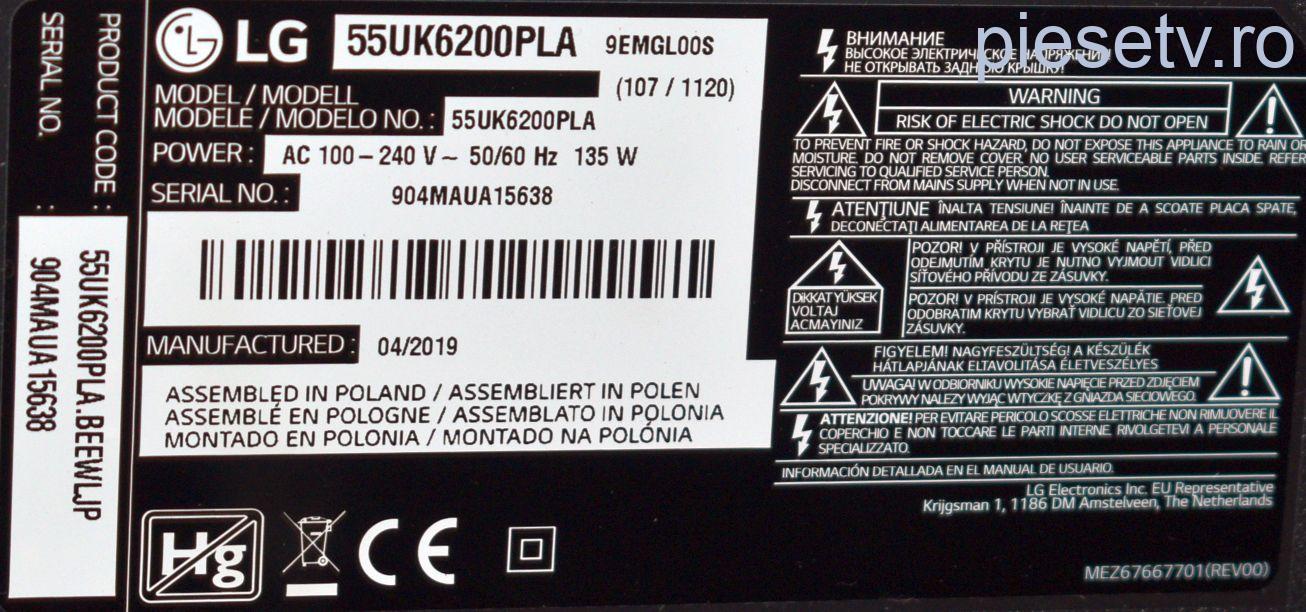 PRODUCT CODE : 55UK6200PLA.BEEWLJP
SERIAL NO. : 904MAUA15638
LG 55UK6200PLA 9EMGL00S
(107 / 1120)
MODEL / MODELL
MODELE / MODELO NO. : 55UK6200PLA
POWER : AC 100 – 240 V ~ 50/60 Hz 135 W
SERIAL NO. : 904MAUA15638
MANUFACTURED : 04/2019
ASSEMBLED IN POLAND / ASSEMBLIERT IN POLEN
ASSEMBLÉ EN POLOGNE / ASSEMBLATO IN POLONIA
MONTADO EN POLONIA / MONTADO NA POLÓNIA
Hg
CE
piesetv.ro
ВНИМАНИЕ
ВЫСОКОЕ ЭЛЕКТРИЧЕСКОЕ НАПРЯЖЕНИЕ!
НЕ ОТКРЫВАТЬ ЗАДНЮЮ КРЫШКУ!
WARNING
RISK OF ELECTRIC SHOCK DO NOT OPEN
TO PREVENT FIRE OR SHOCK HAZARD, DO NOT EXPOSE THIS APPLIANCE TO RAIN OR
MOISTURE. DO NOT REMOVE COVER. NO USER SERVICEABLE PARTS INSIDE. REFER
SERVICING TO QUALIFIED SERVICE PERSON.
DISCONNECT FROM MAINS SUPPLY WHEN NOT IN USE.
ATENŢIUNE ÎNALTA TENSIUNE! ÎNAINTE DE A SCOATE PLACA SPATE,
DECONECTAŢI ALIMENTAREA DE LA REŢEA
DİKKAT YÜKSEK
VOLTAJ
ACMAYINIZ
POZOR! V PŘÍSTROJI JE VYSOKÉ NAPĚTÍ, PŘED
ODEJMUTÍM KRYTU JE NUTNO VYJMOUT VIDLICI
SÍŤOVÉHO PŘÍVODU ZE ZÁSUVKY.
POZOR! V PRÍSTROJI JE VYSOKÉ NAPÄTIE. PRED
ODOBRATIM KRYTU VYBRAŤ VIDLICU ZO SIEŤOVEJ
ZÁSUVKY.
FIGYELEM! NAGYFESZÜLTSÉG! A KÉSZÜLÉK
HÁTLAPJÁNAK ELTÁVOLÍTÁSA ÉLETVESZÉLYES
UWAGA! W ODBIORNIKU WYSOKIE NAPIĘCIE PRZED ZDJĘCIEM
POKRYWY NALEŻY WYJĄĆ WTYCZKĘ Z GNIAZDA SIECIOWEGO.
ATTENZIONE! PER EVITARE PERICOLO SCOSSE ELETTRICHE NON RIMUOVERE IL
COPERCHIO E NON TOCCARE LE PARTI INTERNE. RIVOLGETEVI A PERSONALE
SPECIALIZZATO.
INFORMACIÓN DETALLADA EN EL MANUAL DE USUARIO.
LG Electronics Inc. EU Representative
Krijgsman 1, 1186 DM Amstelveen, The Netherlands
MEZ67667701(REV00)